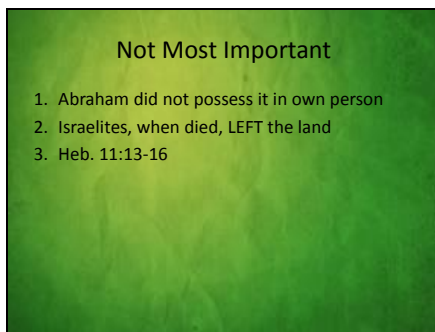 Not Most Important
1. Abraham did not possess it in own person
2. Israelites, when died, LEFT the land
3. Heb. 11:13-16